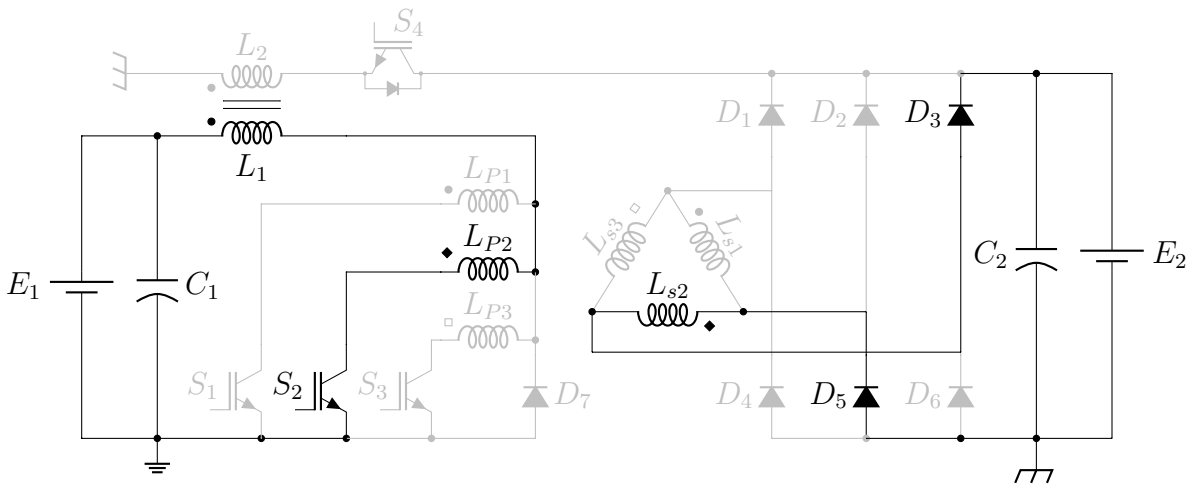 S4
L2
D1
D2
D3
L1
LP1
LP2
Ls3
Ls1
E1
C1
Ls2
C2
E2
LP3
S1
S2
S3
D7
D4
D5
D6